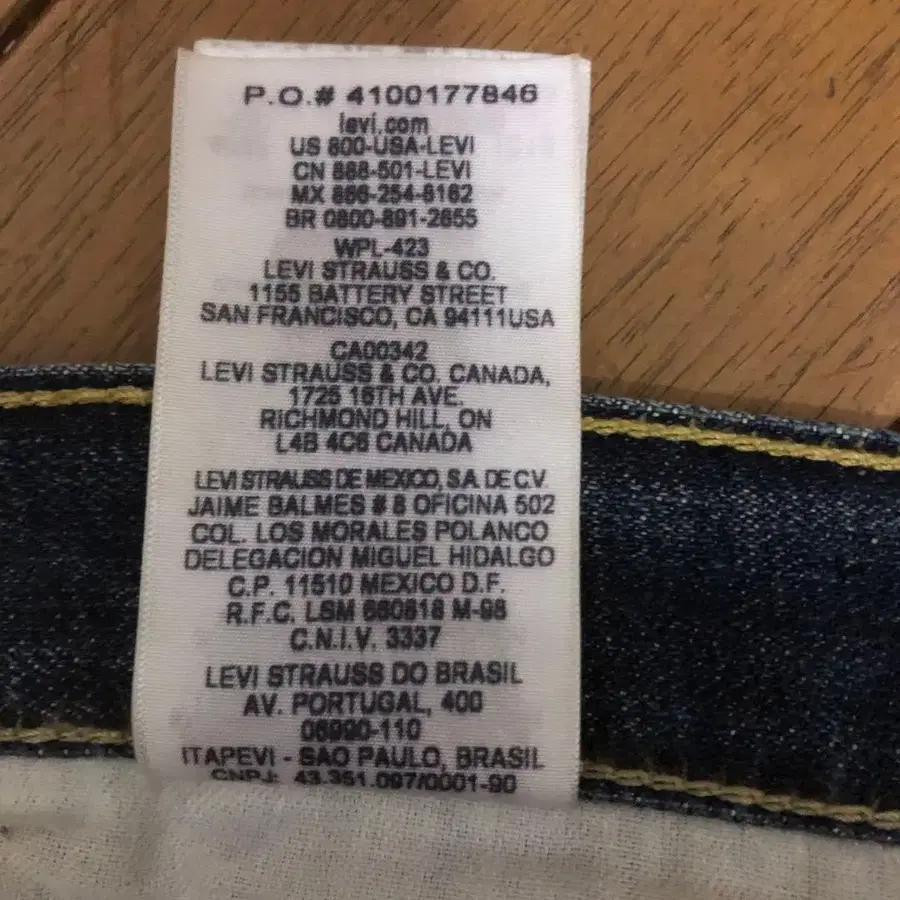 P.O.# 4100177846
levi.com
US 800-USA-LEVI
CN 888-501-LEVI
MX 866-254-8162
BR 0800-891-2855
WPL-423
LEVI STRAUSS & CO.
1155 BATTERY STREET
SAN FRANCISCO, CA 94111USA
CA00342
LEVI STRAUSS & CO. CANADA,
1725 16TH AVE.
RICHMOND HILL, ON
L4B 4C6 CANADA
LEVI STRAUSS DE MEXICO, S.A. DE C.V.
JAIME BALMES # 8 OFICINA 502
COL. LOS MORALES POLANCO
DELEGACION MIGUEL HIDALGO
C.P. 11510 MEXICO D.F.
R.F.C. LSM M-98
C.N.I.V. 3337
LEVI STRAUSS DO BRASIL
AV. PORTUGAL, 400
06690-110
ITAPEVI - SAO PAULO, BRASIL
CNPJ: 43.351.097/0001-90